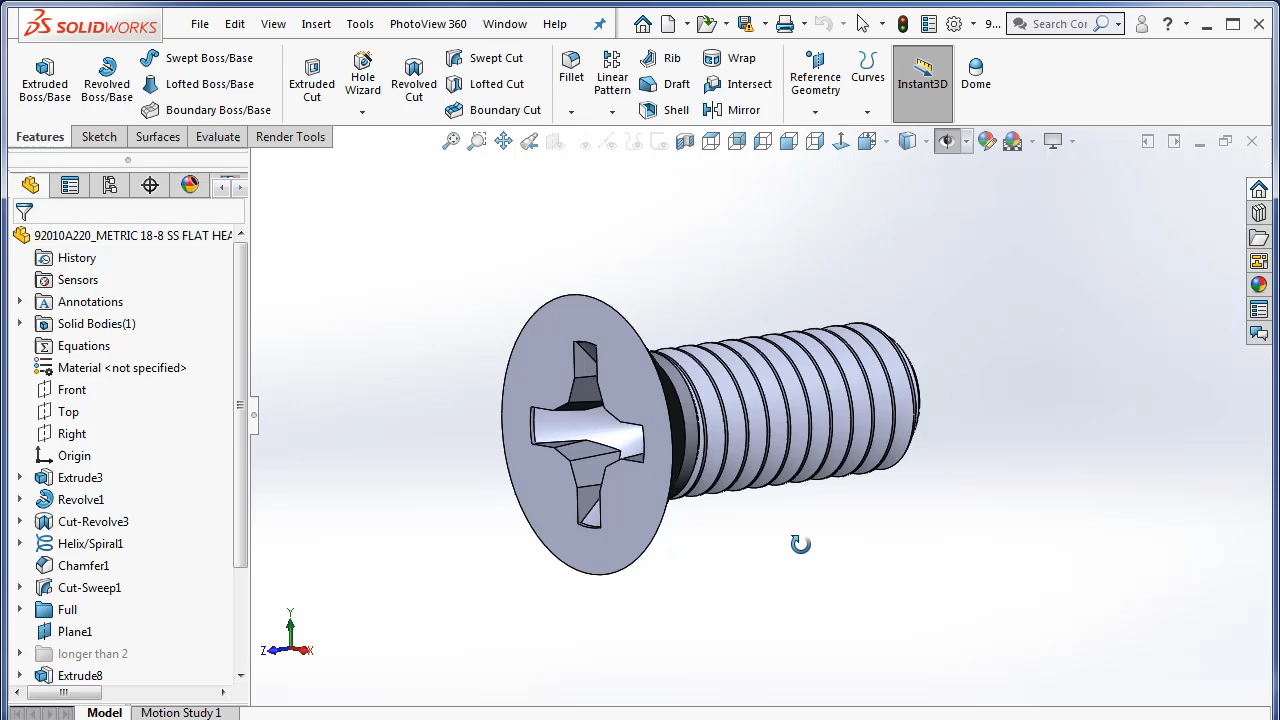 SOLIDWORKS File Edit View Insert Tools PhotoView 360 Window Help 9... Search Cor ?
Extruded Boss/Base
Revolved Boss/Base
Swept Boss/Base
Lofted Boss/Base
Boundary Boss/Base
Extruded Cut
Hole Wizard
Revolved Cut
Swept Cut
Lofted Cut
Boundary Cut
Fillet
Linear Pattern
Rib
Draft
Shell
Wrap
Intersect
Mirror
Reference Geometry
Curves
Instant3D
Dome
Features Sketch Surfaces Evaluate Render Tools
92010A220_METRIC 18-8 SS FLAT HEA
History
Sensors
Annotations
Solid Bodies(1)
Equations
Material <not specified>
Front
Top
Right
Origin
Extrude3
Revolve1
Cut-Revolve3
Helix/Spiral1
Chamfer1
Cut-Sweep1
Full
Plane1
longer than 2
Extrude8
Y
Z X
Model Motion Study 1